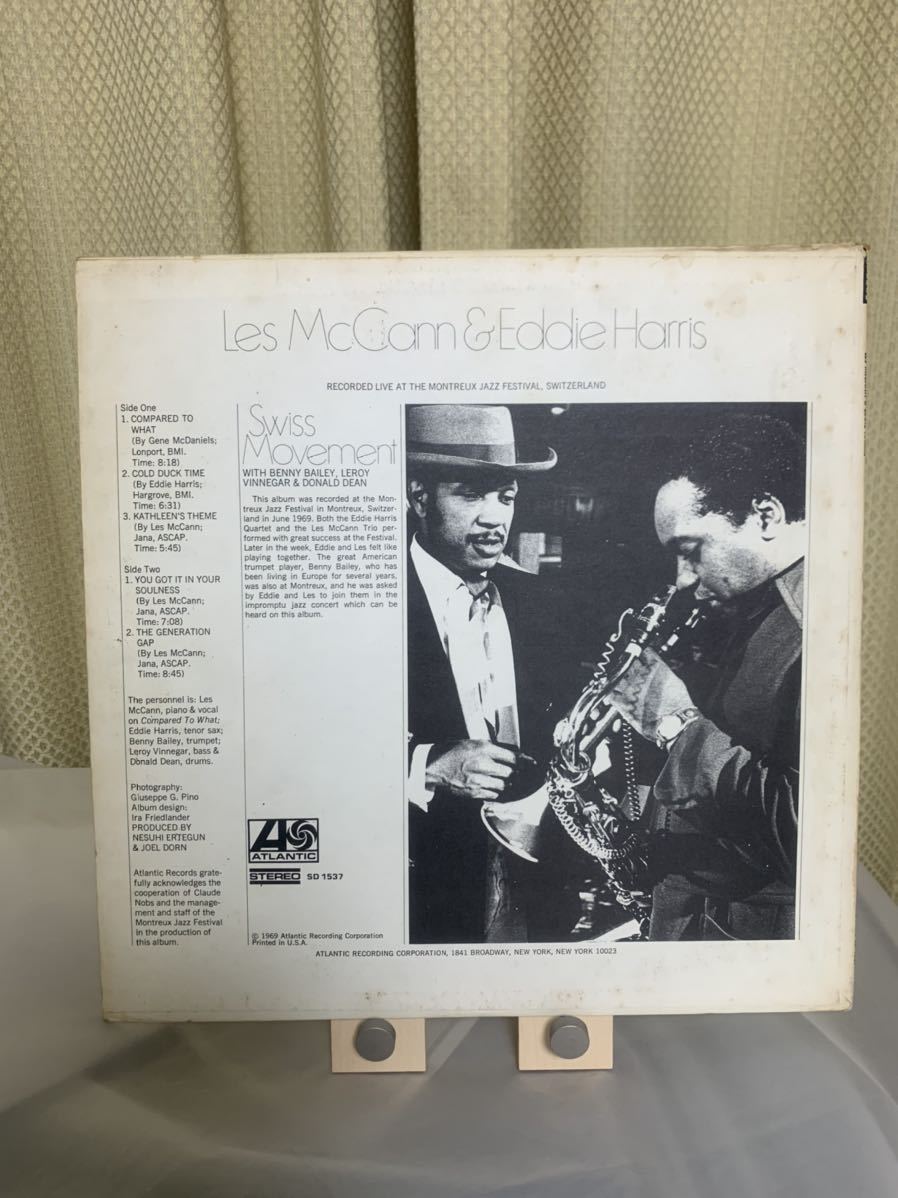 Les McCann & Eddie Harris
RECORDED LIVE AT THE MONTREUX JAZZ FESTIVAL, SWITZERLAND
Side One
1. COMPARED TO
WHAT
(By Gene McDaniels;
Lonport, BMI.
Time: 8:18)
2. COLD DUCK TIME
(By Eddie Harris;
Hargrove, BMI.
Time: 6:31)
3. KATHLEEN'S THEME
(By Les McCann;
Jana, ASCAP.
Time: 5:45)
Side Two
1. YOU GOT IT IN YOUR
SOULNESS
(By Les McCann;
Jana, ASCAP.
Time: 7:08)
2. THE GENERATION
GAP
(By Les McCann;
Jana, ASCAP.
Time: 8:45)
The personnel is: Les
McCann, piano & vocal
on Compared To What;
Eddie Harris, tenor sax;
Benny Bailey, trumpet;
Leroy Vinnegar, bass &
Donald Dean, drums.
Photography:
Giuseppe G. Pino
Album design:
Ira Friedlander
PRODUCED BY
NESUHI ERTEGUN
& JOEL DORN
Atlantic Records grate-
fully acknowledges the
cooperation of Claude
Nobs and the manage-
ment and staff of the
Montreux Jazz Festival
in the production of
this album.
Swiss
Movement
WITH BENNY BAILEY, LEROY
VINNEGAR & DONALD DEAN
This album was recorded at the Mon-
treux Jazz Festival in Montreux, Switzer-
land in June 1969. Both the Eddie Harris
Quartet and the Les McCann Trio per-
formed with great success at the Festival.
Later in the week, Eddie and Les felt like
playing together. The great American
trumpet player, Benny Bailey, who has
been living in Europe for several years,
was also at Montreux, and he was asked
by Eddie and Les to join them in the
impromptu jazz concert which can be
heard on this album.
ATLANTIC
STEREO SD 1537
© 1969 Atlantic Recording Corporation
Printed in U.S.A.
ATLANTIC RECORDING CORPORATION, 1841 BROADWAY, NEW YORK, NEW YORK 10023